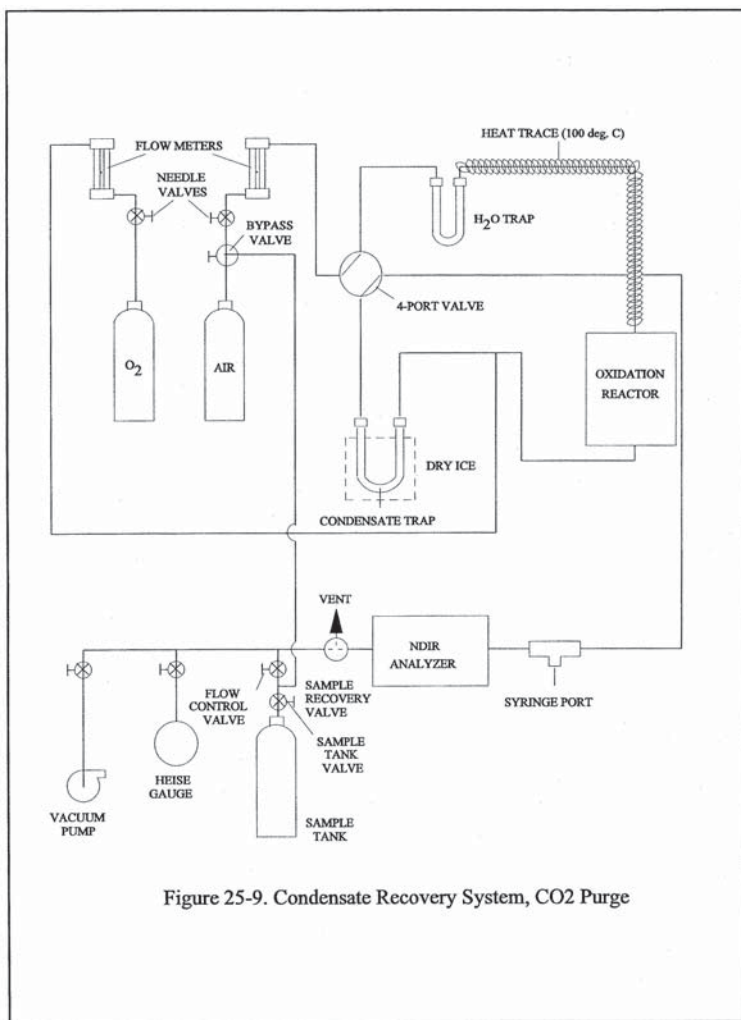 HEAT TRACE (100 deg. C)
FLOW METERS
NEEDLE
VALVES
H2O TRAP
BYPASS
VALVE
4-PORT VALVE
O2
AIR
OXIDATION
REACTOR
DRY ICE
CONDENSATE TRAP
VENT
NDIR
ANALYZER
SYRINGE PORT
FLOW
CONTROL
VALVE
SAMPLE
RECOVERY
VALVE
SAMPLE
TANK
VALVE
HEISE
GAUGE
VACUUM
PUMP
SAMPLE
TANK
Figure 25-9. Condensate Recovery System, CO2 Purge